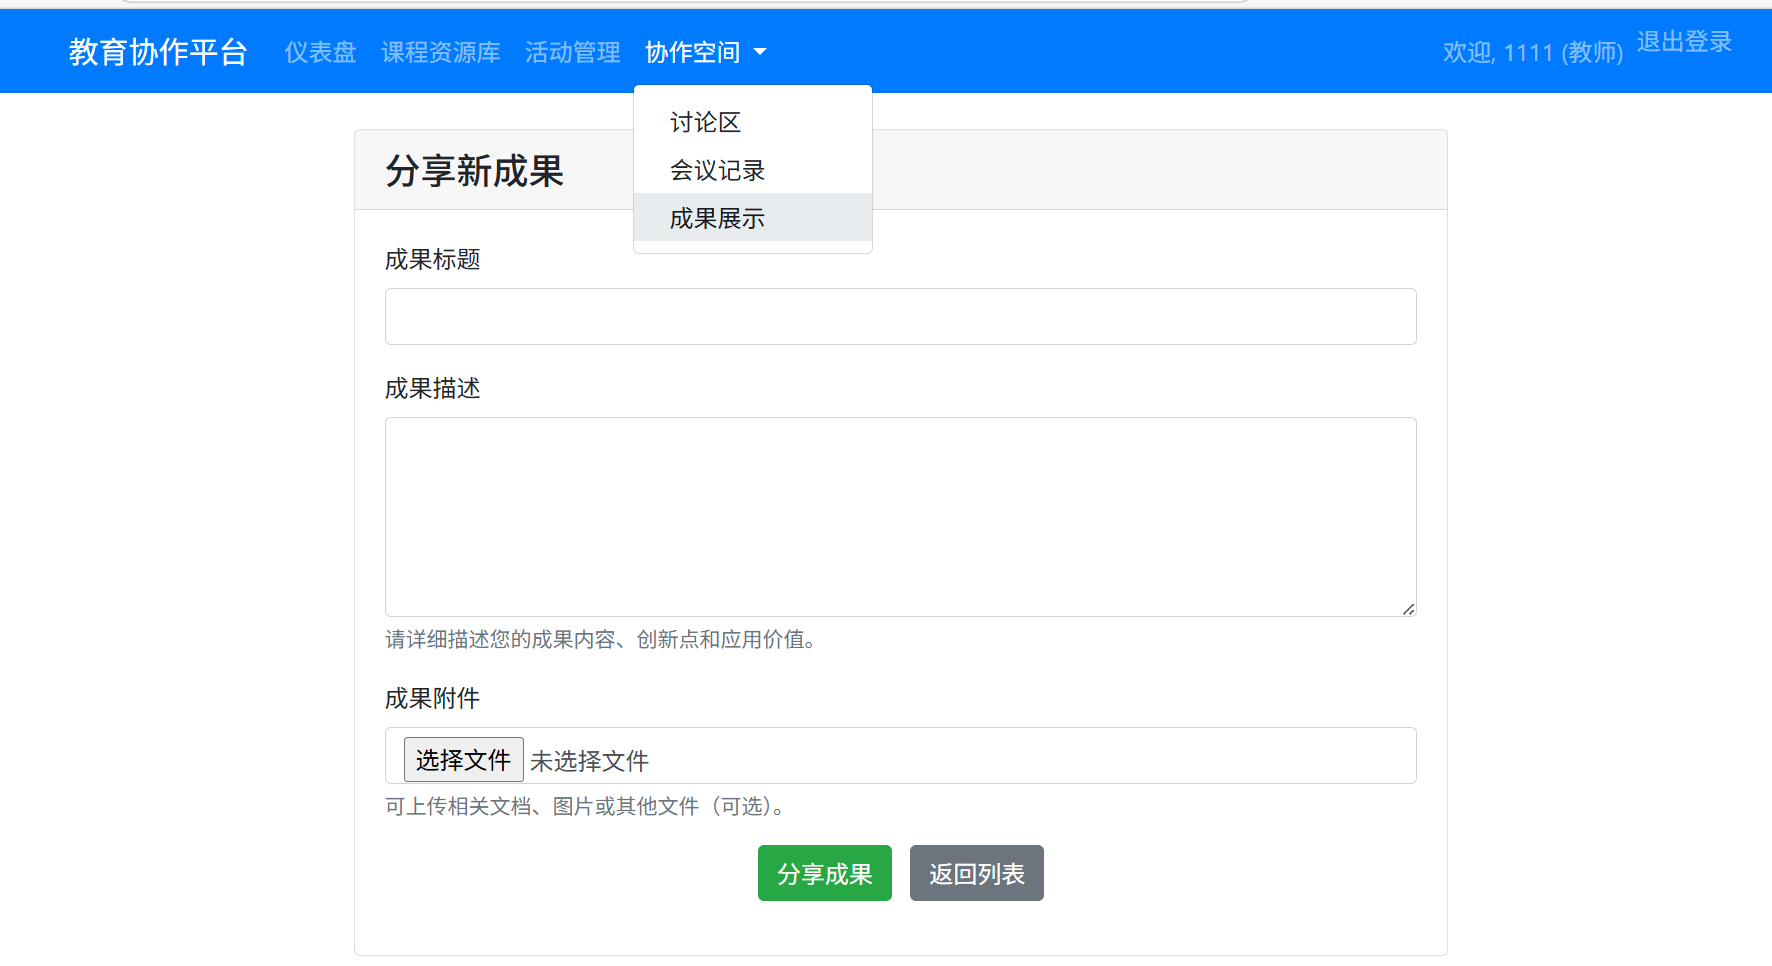 教育协作平台 仪表盘 课程资源库 活动管理 协作空间 欢迎, 1111 (教师) 退出登录
讨论区
会议记录
成果展示
分享新成果
成果标题
成果描述
请详细描述您的成果内容、创新点和应用价值。
成果附件
选择文件 未选择文件
可上传相关文档、图片或其他文件（可选）。
分享成果 返回列表